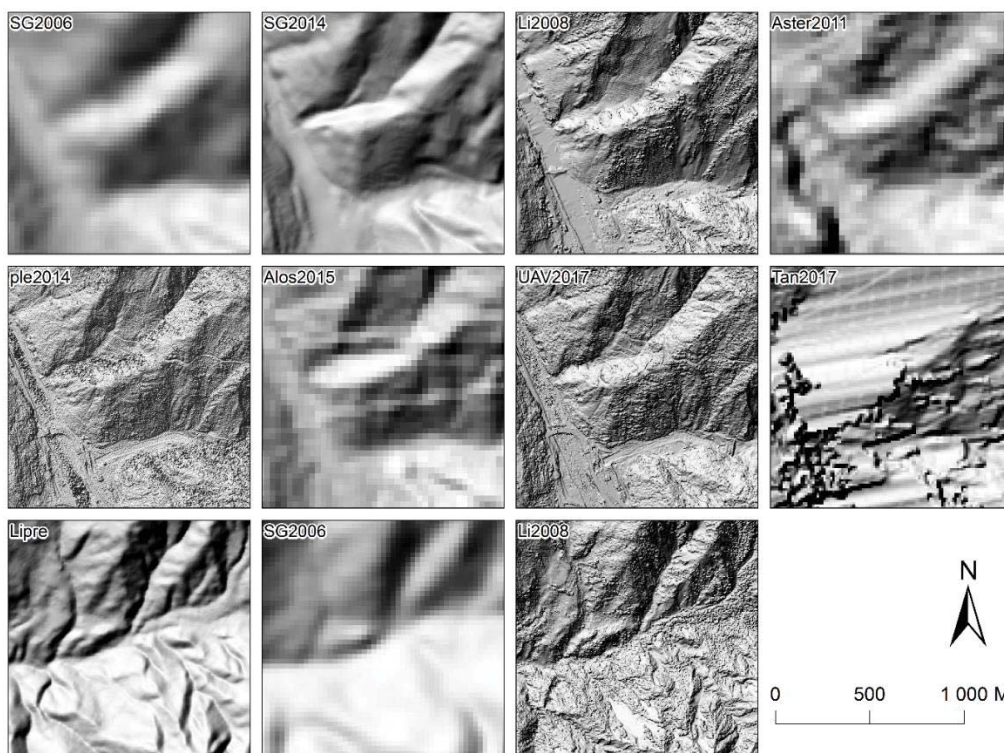 SG2006
SG2014
Li2008
Aster2011
ple2014
Alos2015
UAV2017
Tan2017
Lipre
SG2006
Li2008
N
0 500 1 000 M